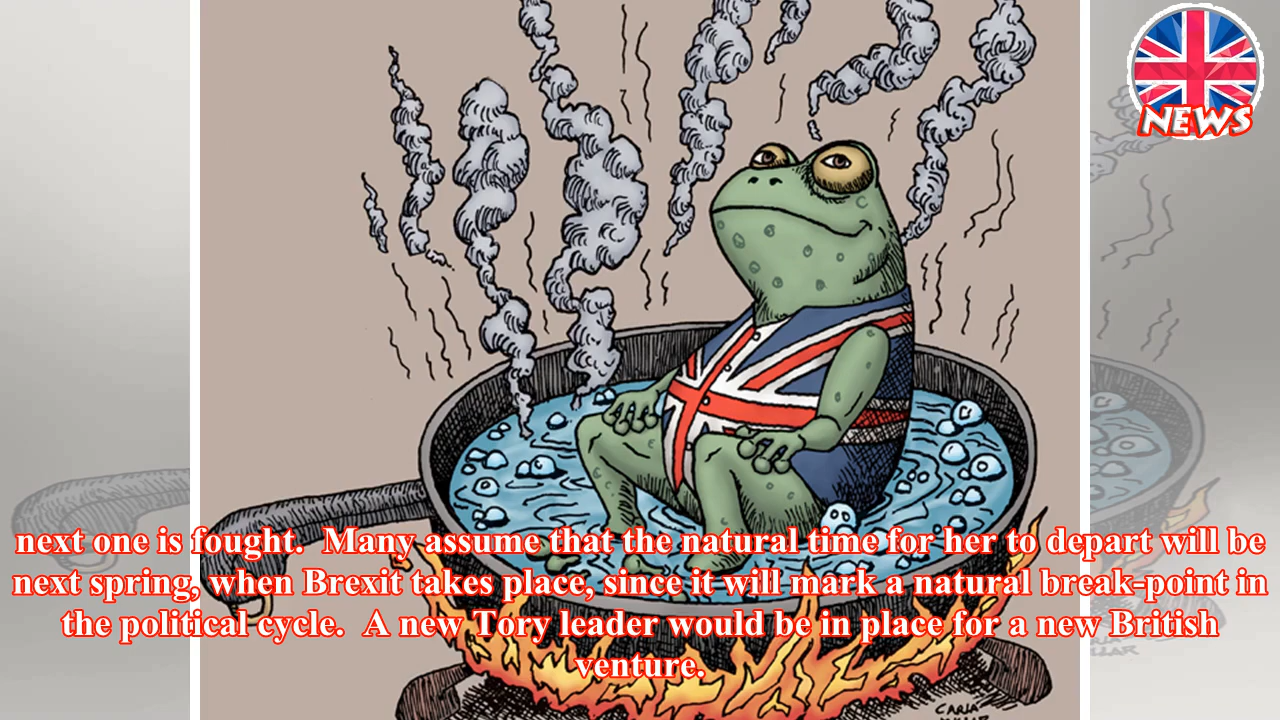 NEWS
next one is fought. Many assume that the natural time for her to depart will be
next spring, when Brexit takes place, since it will mark a natural break-point in
the political cycle. A new Tory leader would be in place for a new British
venture.
CARLA